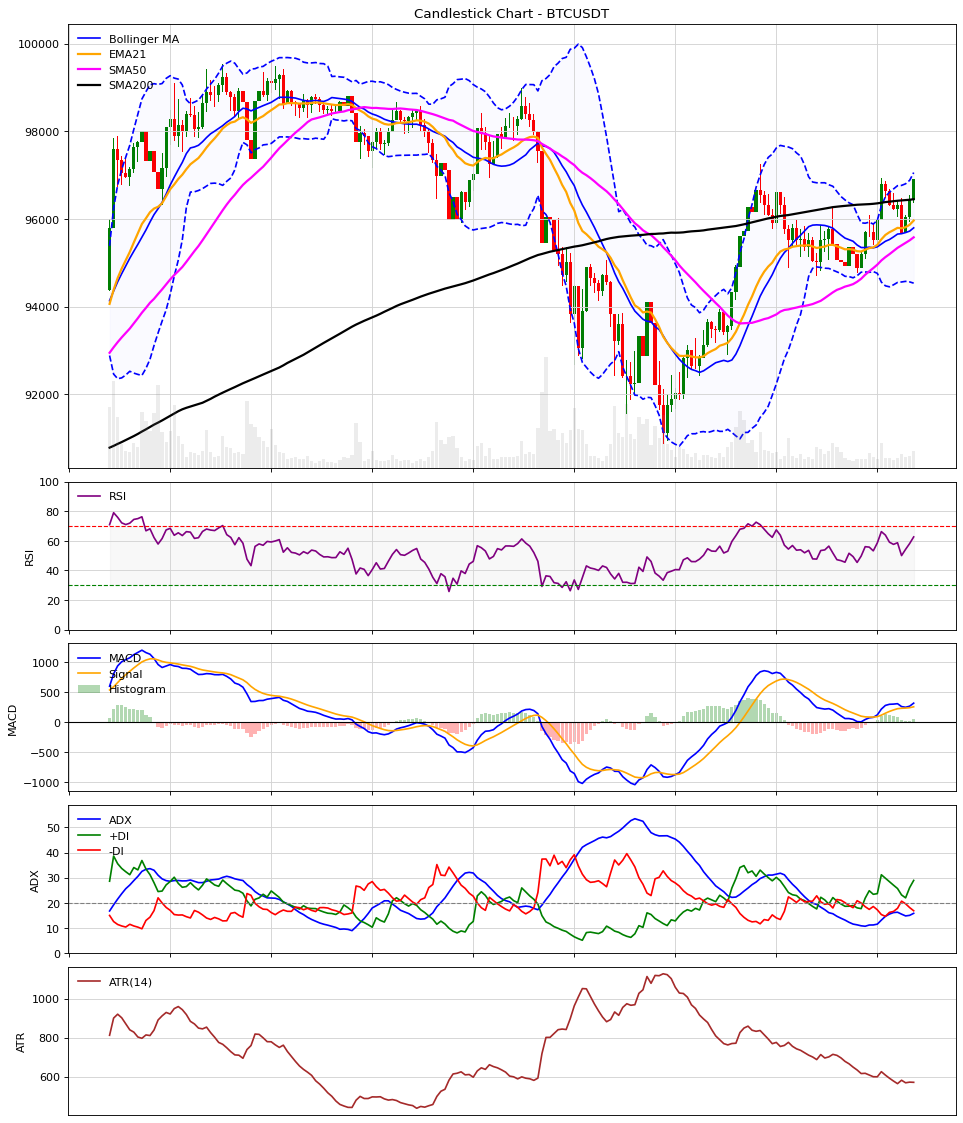 Candlestick Chart - BTCUSDT
Bollinger MA
EMA21
SMA50
SMA200
100000
98000
96000
94000
92000
RSI
100
80
60
40
20
0
RSI
MACD
Signal
Histogram
1000
500
0
−500
−1000
MACD
ADX
+DI
-DI
50
40
30
20
10
0
ADX
ATR(14)
1000
800
600
ATR